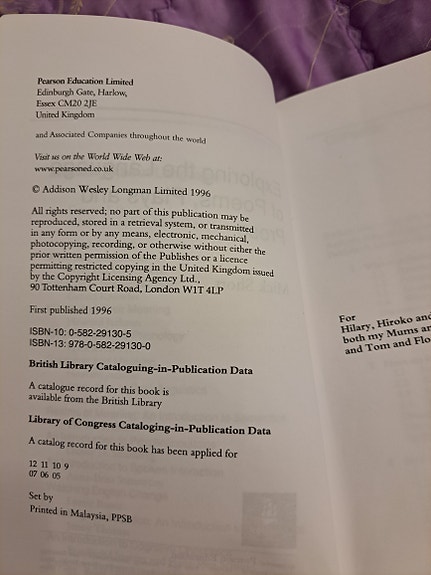 Pearson Education Limited
Edinburgh Gate, Harlow,
Essex CM20 2JE
United Kingdom
and Associated Companies throughout the world
Visit us on the World Wide Web at:
www.pearsoned.co.uk
© Addison Wesley Longman Limited 1996
All rights reserved; no part of this publication may be
reproduced, stored in a retrieval system, or transmitted
in any form or by any means, electronic, mechanical,
photocopying, recording, or otherwise without either the
prior written permission of the Publishes or a licence
permitting restricted copying in the United Kingdom issued
by the Copyright Licensing Agency Ltd.,
90 Tottenham Court Road, London W1T 4LP
First published 1996
ISBN-10: 0-582-29130-5
ISBN-13: 978-0-582-29130-0
British Library Cataloguing-in-Publication Data
A catalogue record for this book is
available from the British Library
Library of Congress Cataloging-in-Publication Data
A catalog record for this book has been applied for
12 11 10 9
07 06 05
Set by
Printed in Malaysia, PPSB
For
Hilary, Hiroko and
both my Mums
and Tom and